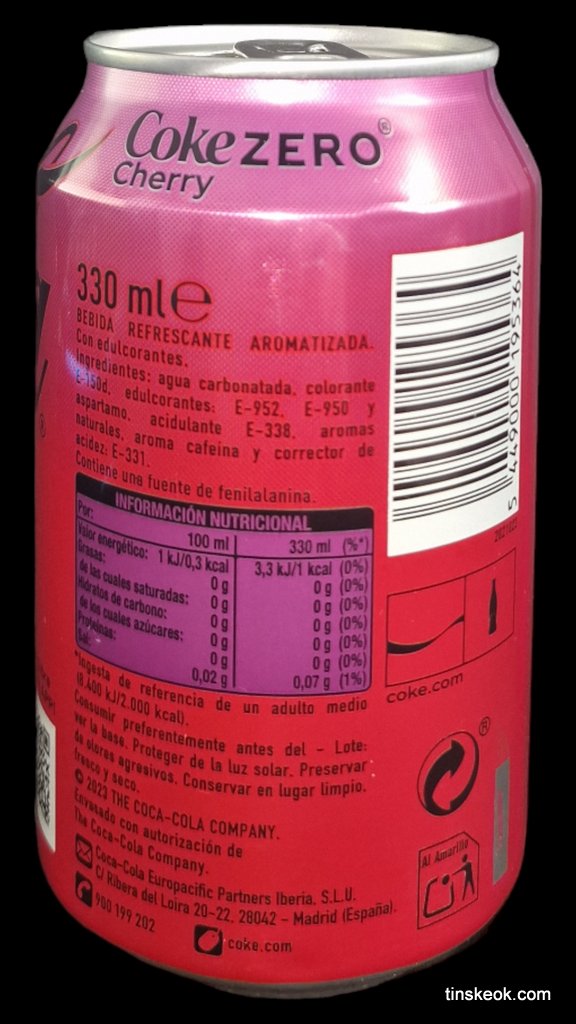 Coke ZERO®
Cherry
330 ml e
BEBIDA REFRESCANTE AROMATIZADA.
Con edulcorantes.
Ingredientes: agua carbonatada, colorante
E-150d, edulcorantes: E-952, E-950 y
aspartamo, acidulante E-338, aromas
naturales, aroma cafeína y corrector de
acidez: E-331.
Contiene una fuente de fenilalanina.
INFORMACIÓN NUTRICIONAL
Por: 100 ml 330 ml (%*)
Valor energético: 1 kJ/0,3 kcal 3,3 kJ/1 kcal (0%)
Grasas: 0 g 0 g (0%)
de las cuales saturadas: 0 g 0 g (0%)
Hidratos de carbono: 0 g 0 g (0%)
de los cuales azúcares: 0 g 0 g (0%)
Proteínas: 0 g 0 g (0%)
Sal: 0,02 g 0,07 g (1%)
*Ingesta de referencia de un adulto medio
(8.400 kJ/2.000 kcal).
Consumir preferentemente antes del - Lote:
ver la base. Proteger de la luz solar. Preservar
de olores agresivos. Conservar en lugar limpio,
fresco y seco.
© 2023 THE COCA-COLA COMPANY.
Envasado con autorización de
The Coca-Cola Company.
Coca-Cola Europacific Partners Iberia, S.L.U.
C/ Ribera del Loira 20-22, 28042 - Madrid (España).
900 199 202
coke.com
5 449000 195364
coke.com
®
Al Amarillo
tinskeok.com